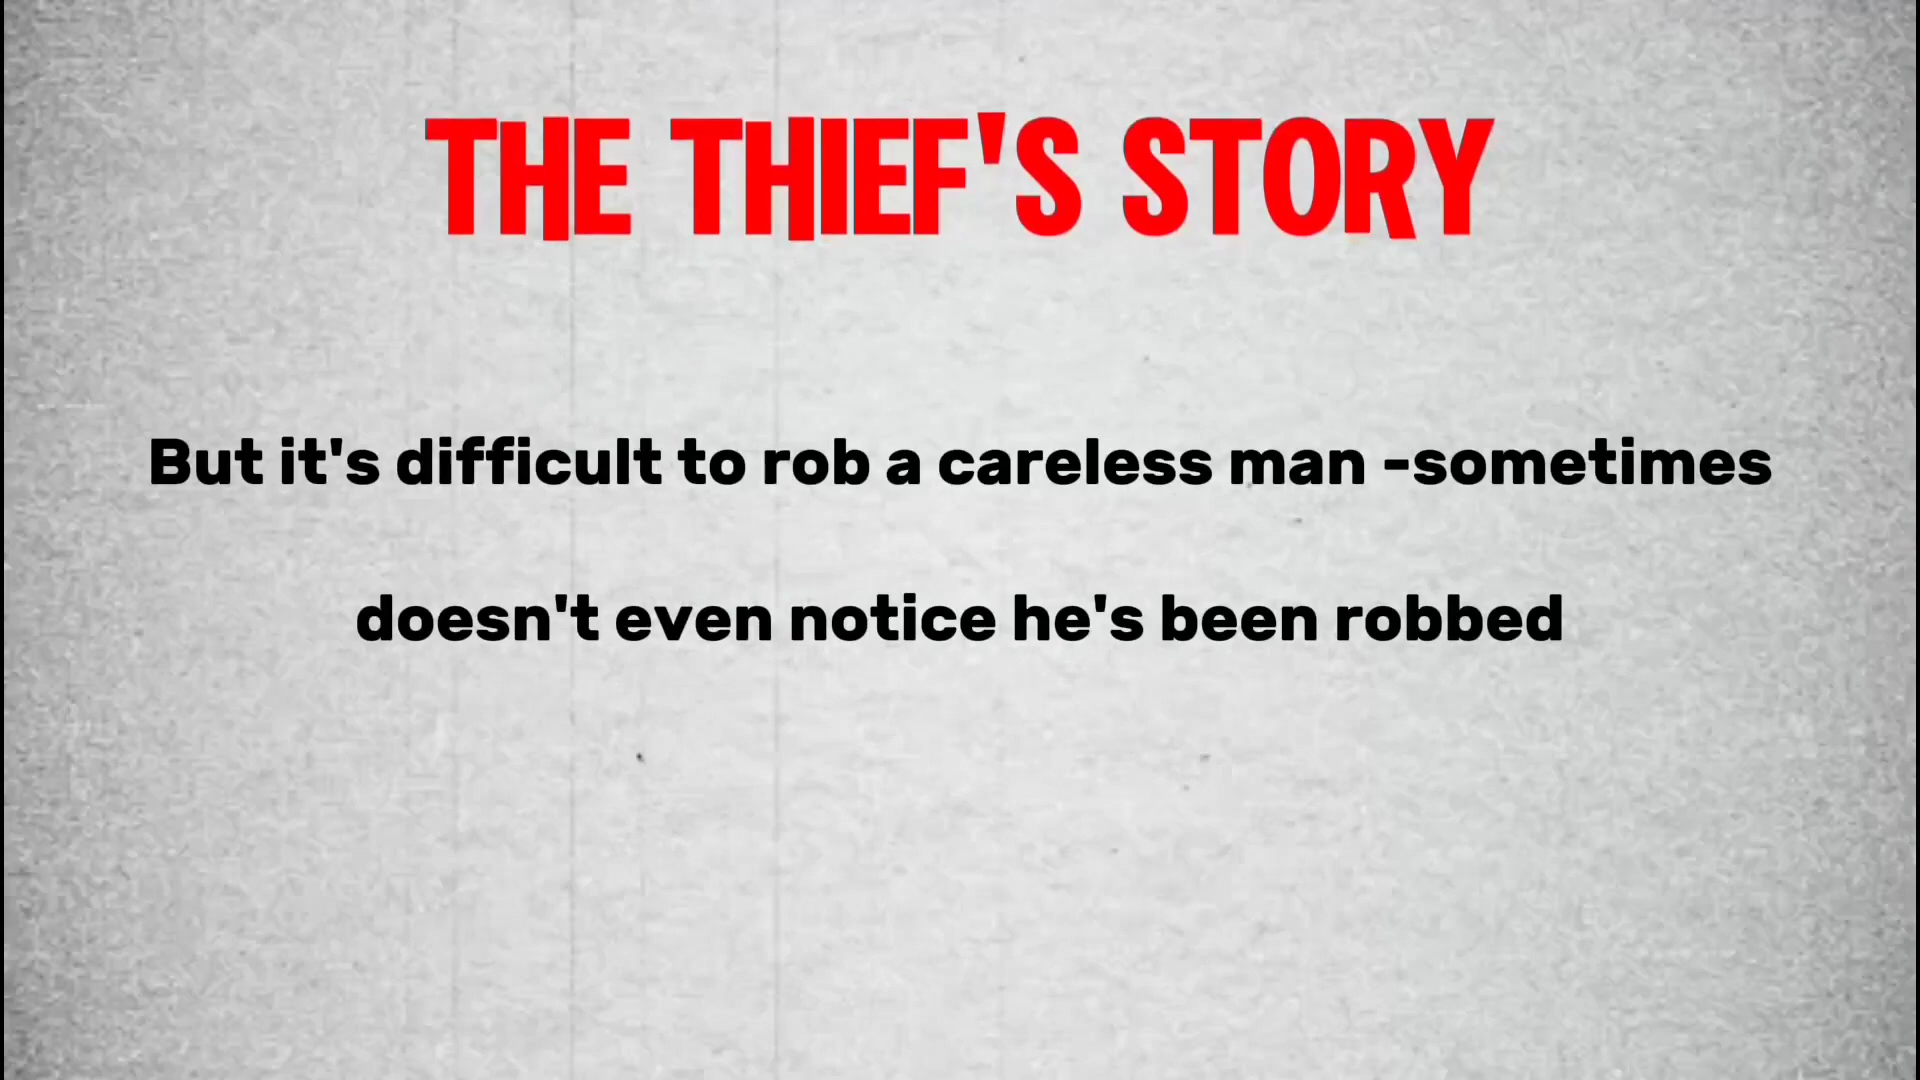 THE THIEF'S STORY
But it's difficult to rob a careless man -sometimes
doesn't even notice he's been robbed